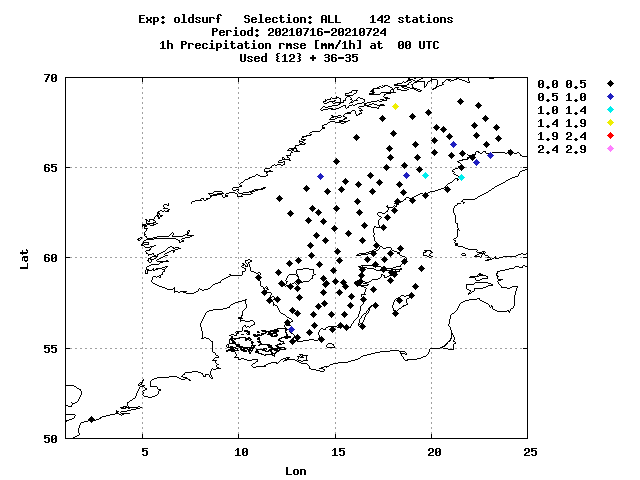 Exp: oldsurf   Selection: ALL    142 stations
Period: 20210716-20210724
1h Precipitation rmse [mm/1h] at  00 UTC
Used {12} + 36-35
70
65
60
55
50
Lat
5 10 15 20 25
Lon
0.0 0.5
0.5 1.0
1.0 1.4
1.4 1.9
1.9 2.4
2.4 2.9